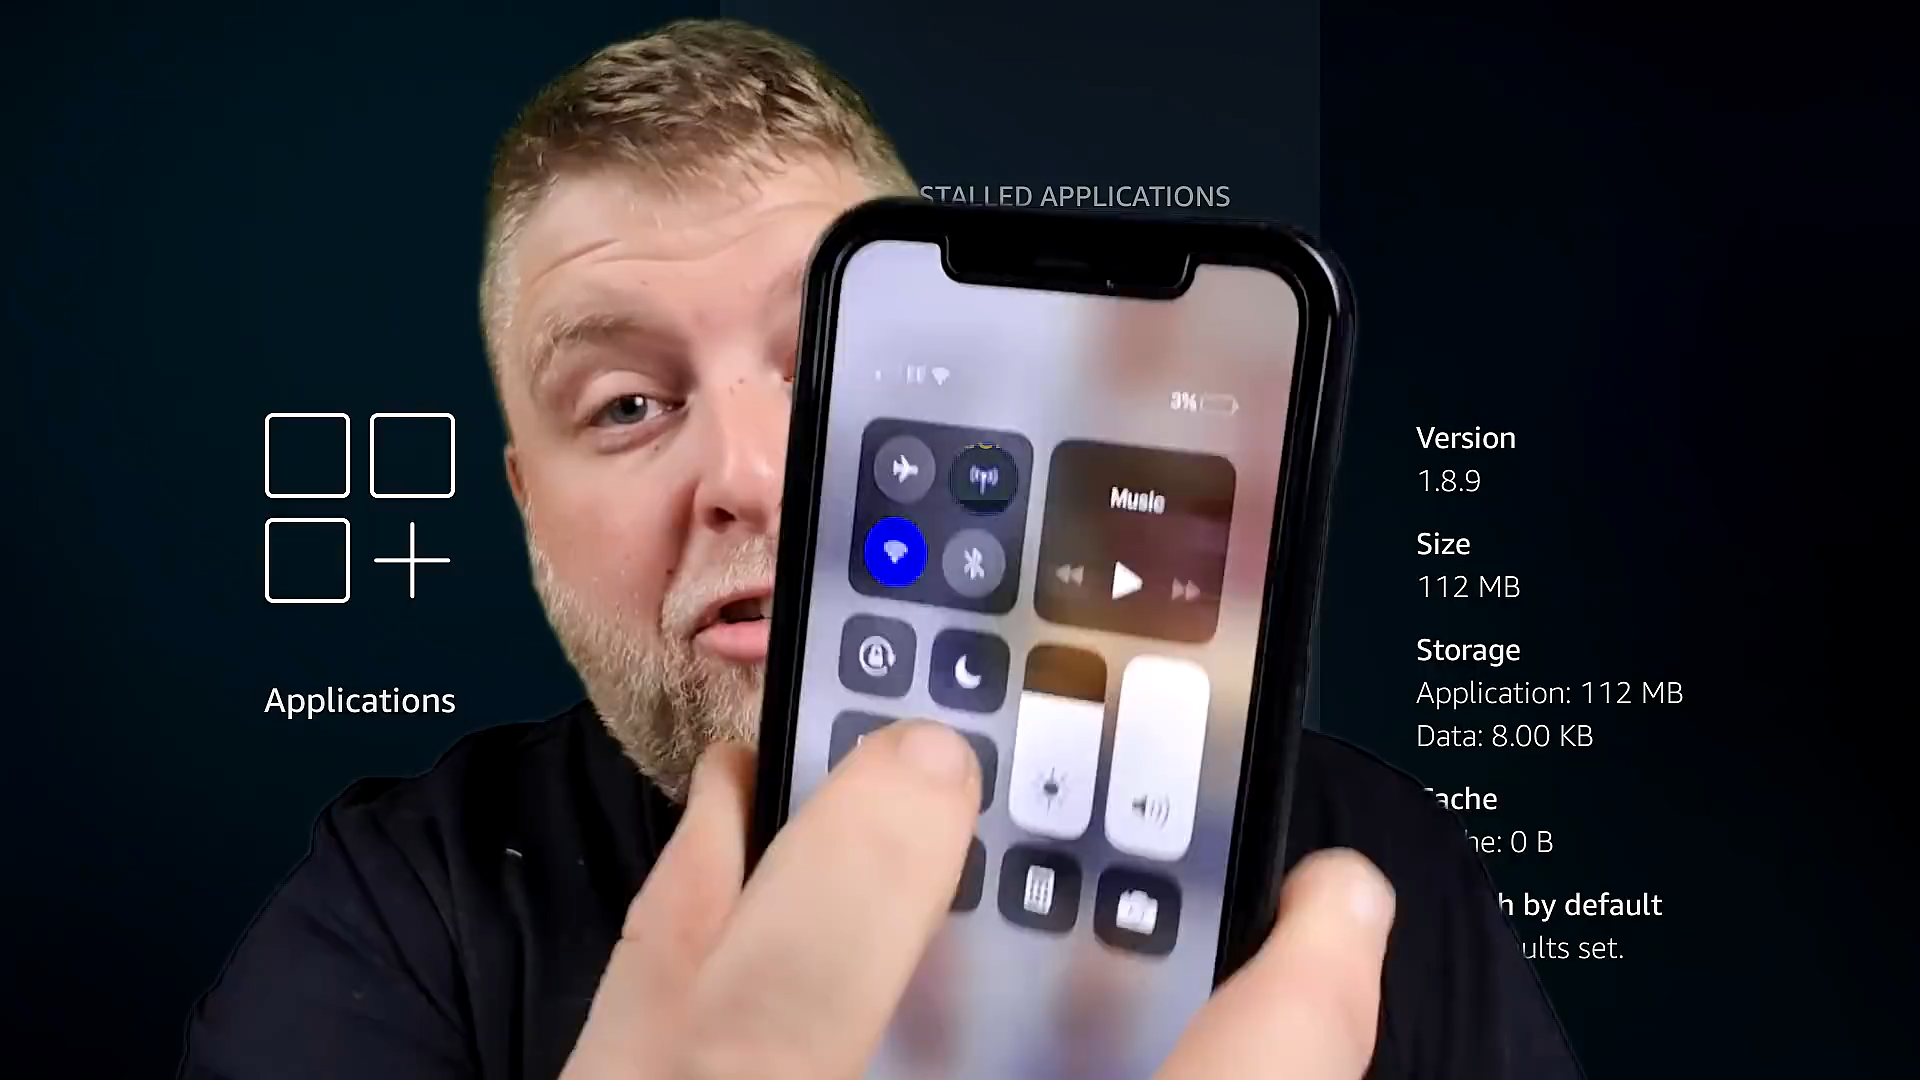 STALLED APPLICATIONS
EE
3%
Music
Applications
Version
1.8.9
Size
112 MB
Storage
Application: 112 MB
Data: 8.00 KB
ache
he: 0 B
h by default
ults set.